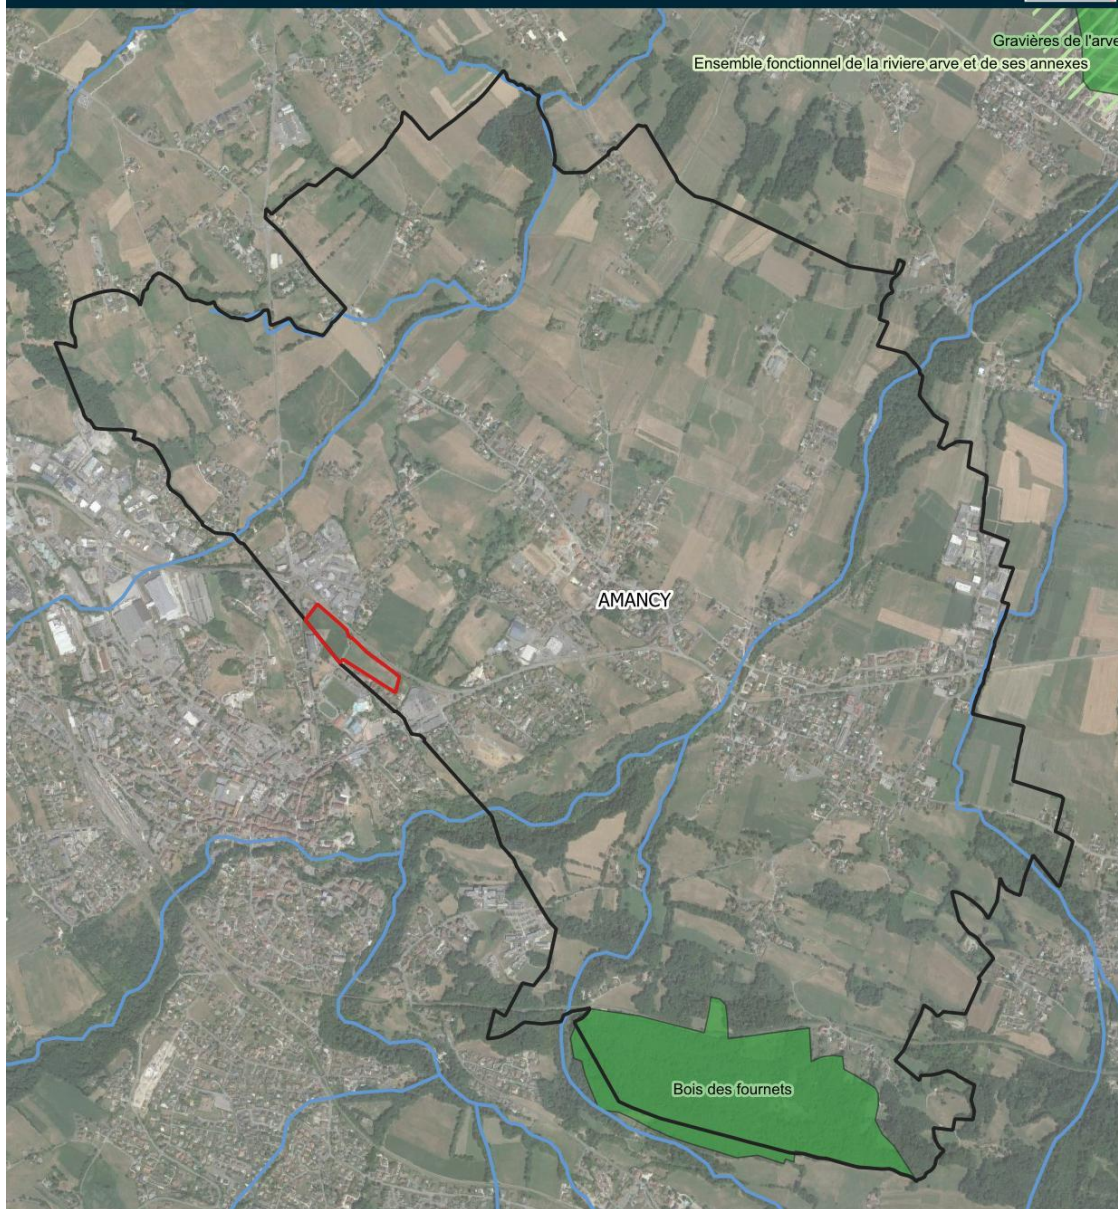 Gravières de l'arve
Ensemble fonctionnel de la riviere arve et de ses annexes
AMANCY
Bois des fournets